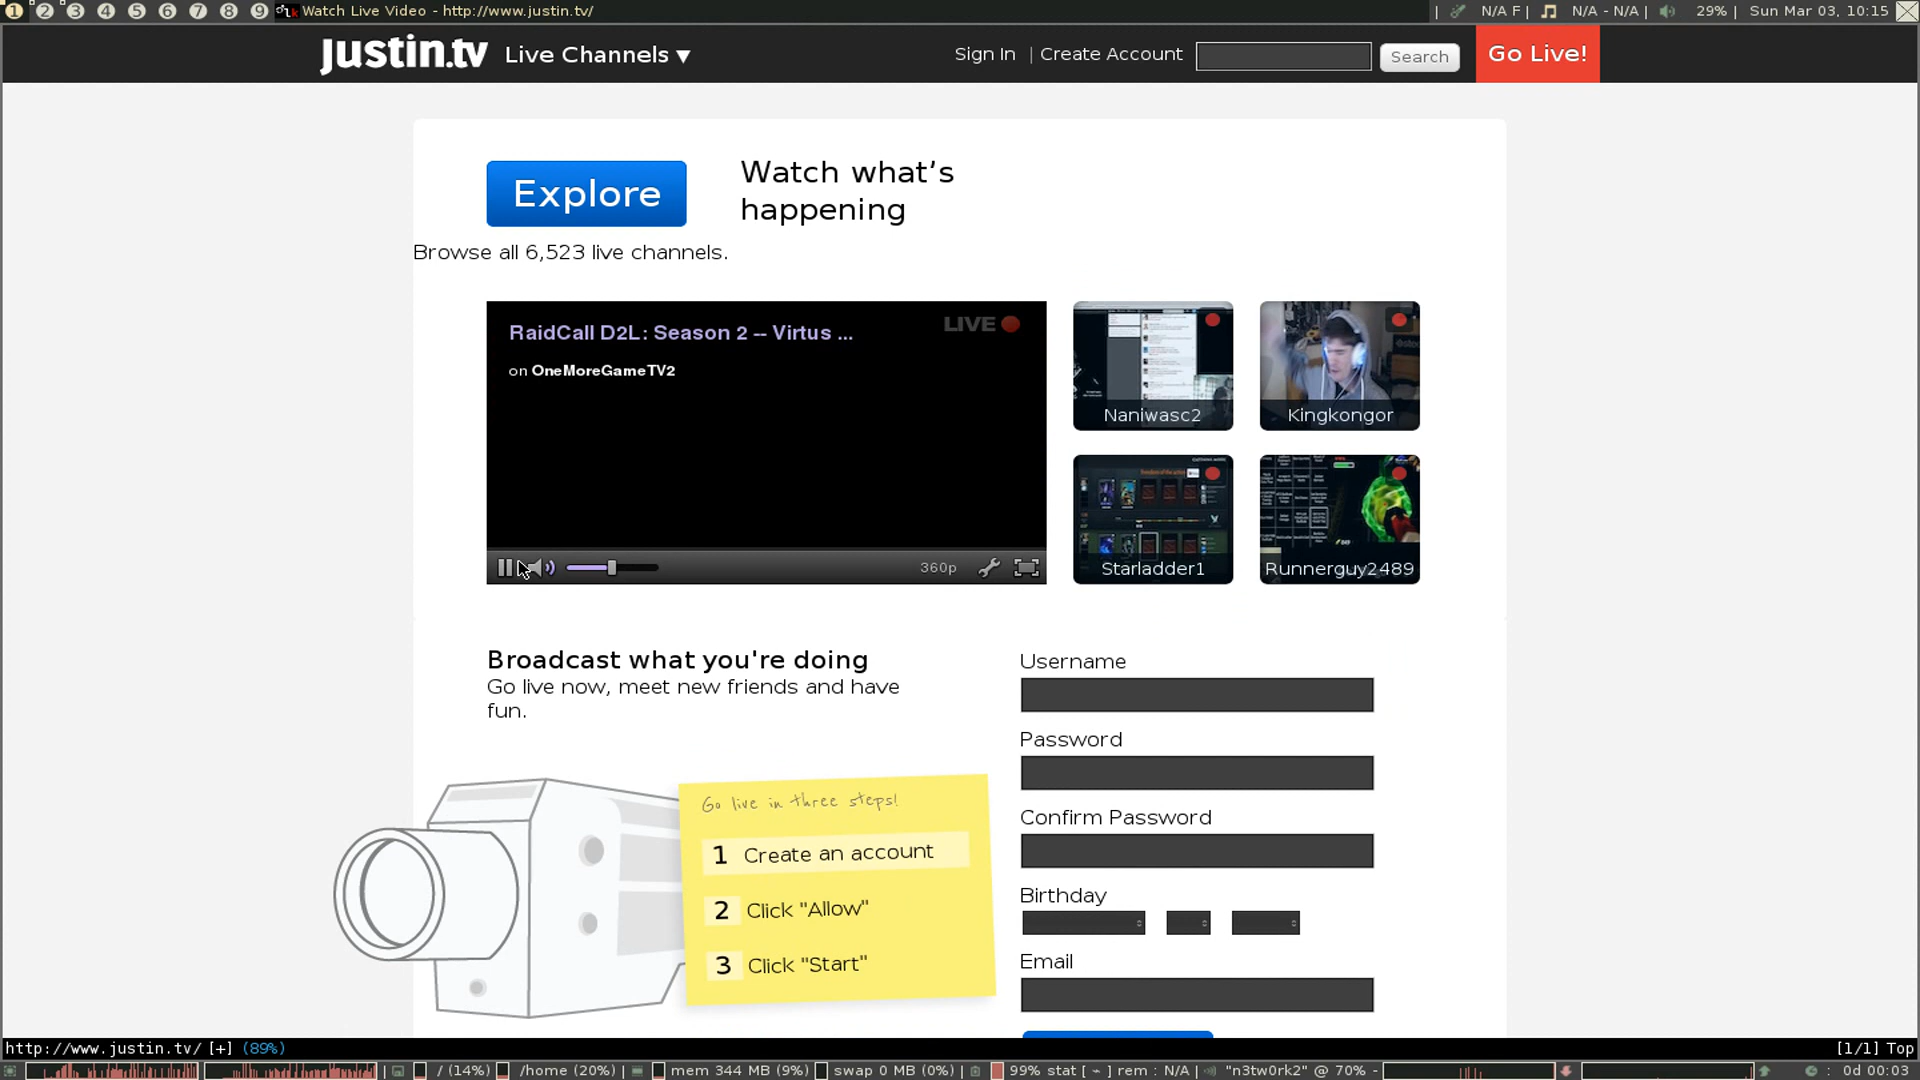 1 2 3 4 5 6 7 8 9 Watch Live Video - http://www.justin.tv/ | N/A F | N/A - N/A | 29% | Sun Mar 03, 10:15
justin.tv Live Channels ▼ Sign In | Create Account Search Go Live!
Explore
Watch what's
happening
Browse all 6,523 live channels.
RaidCall D2L: Season 2 -- Virtus ...
LIVE
on OneMoreGameTV2
360p
Naniwasc2
Kingkongor
Starladder1
Runnerguy2489
Broadcast what you're doing
Go live now, meet new friends and have
fun.
Go live in three steps!
1 Create an account
2 Click "Allow"
3 Click "Start"
Username
Password
Confirm Password
Birthday
Email
http://www.justin.tv/ [+] (89%) [1/1] Top
| / (14%) /home (20%) | mem 344 MB (9%) swap 0 MB (0%) | 99% stat [ ~ ] rem : N/A | "n3tw0rk2" @ 70% - : 0d 00:03